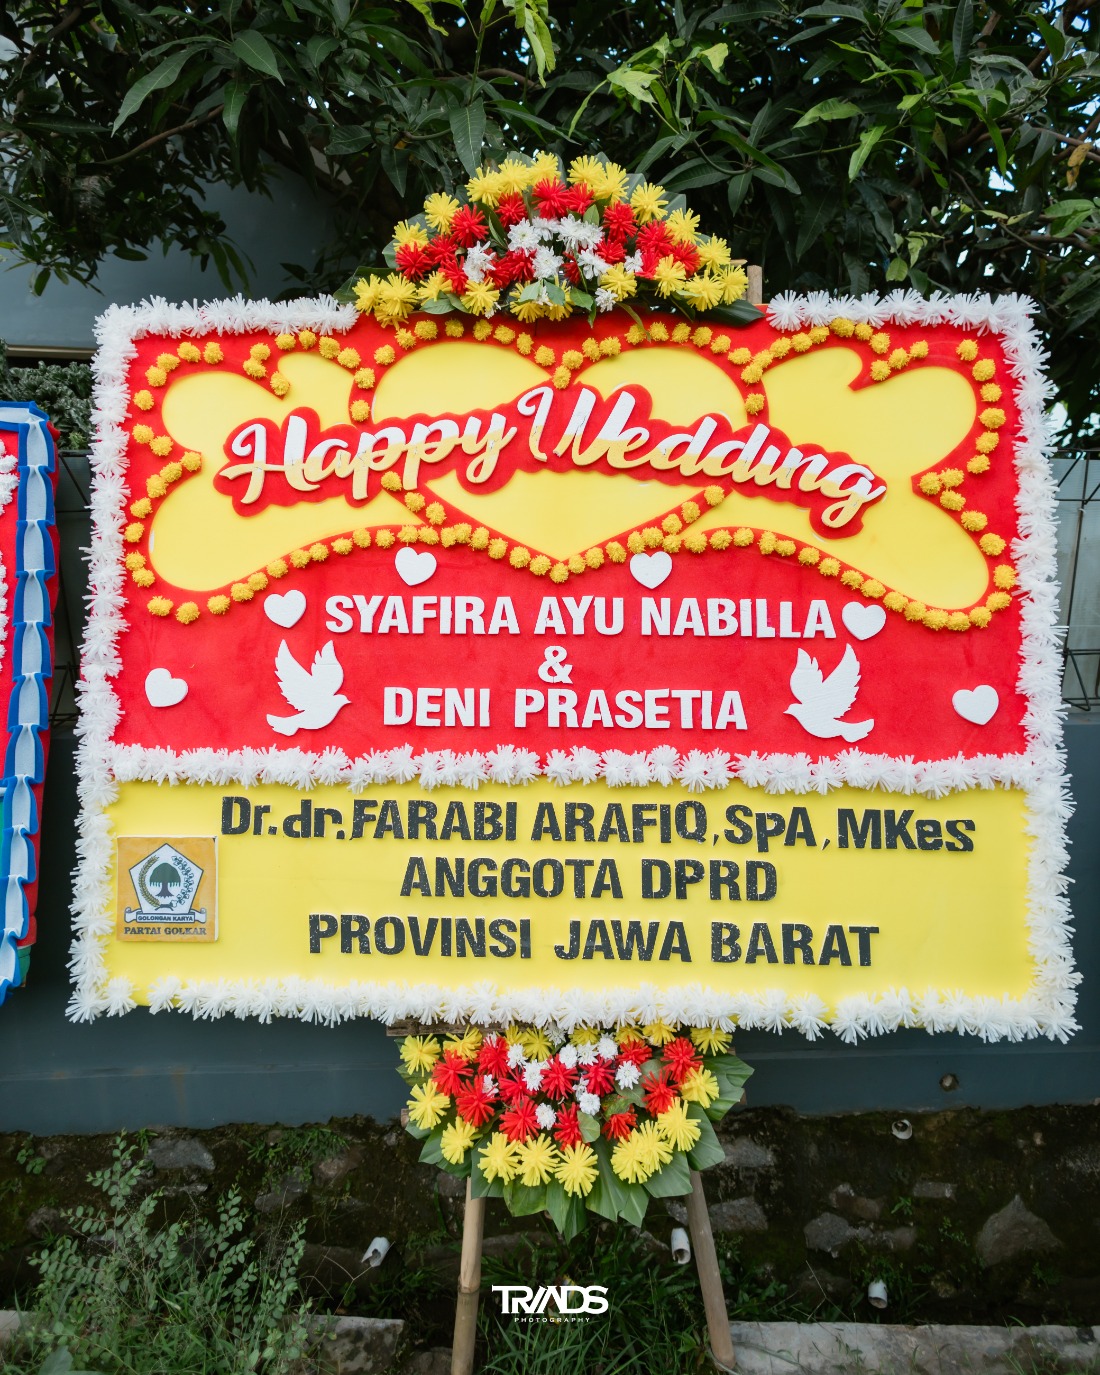 Happy Wedding
SYAFIRA AYU NABILLA
&
DENI PRASETIA
Dr.dr.FARABI ARAFIQ,SpA,MKes
ANGGOTA DPRD
PROVINSI JAWA BARAT
GOLONGAN KARYA
PARTAI GOLKAR
TRIADS
PHOTOGRAPHY